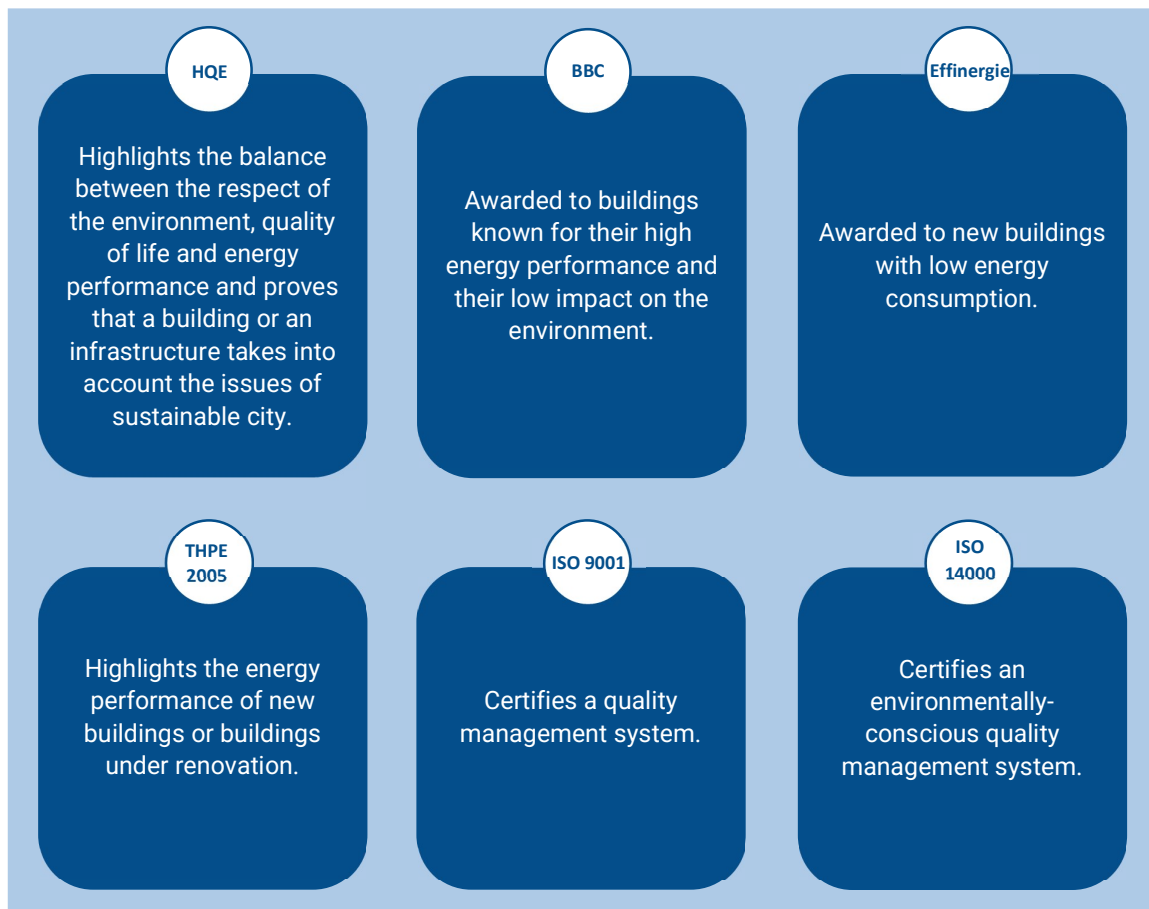 HQE
Highlights the balance
between the respect of
the environment, quality
of life and energy
performance and proves
that a building or an
infrastructure takes into
account the issues of
sustainable city.
BBC
Awarded to buildings
known for their high
energy performance and
their low impact on the
environment.
Effinergie
Awarded to new buildings
with low energy
consumption.
THPE
2005
Highlights the energy
performance of new
buildings or buildings
under renovation.
ISO 9001
Certifies a quality
management system.
ISO
14000
Certifies an
environmentally-
conscious quality
management system.